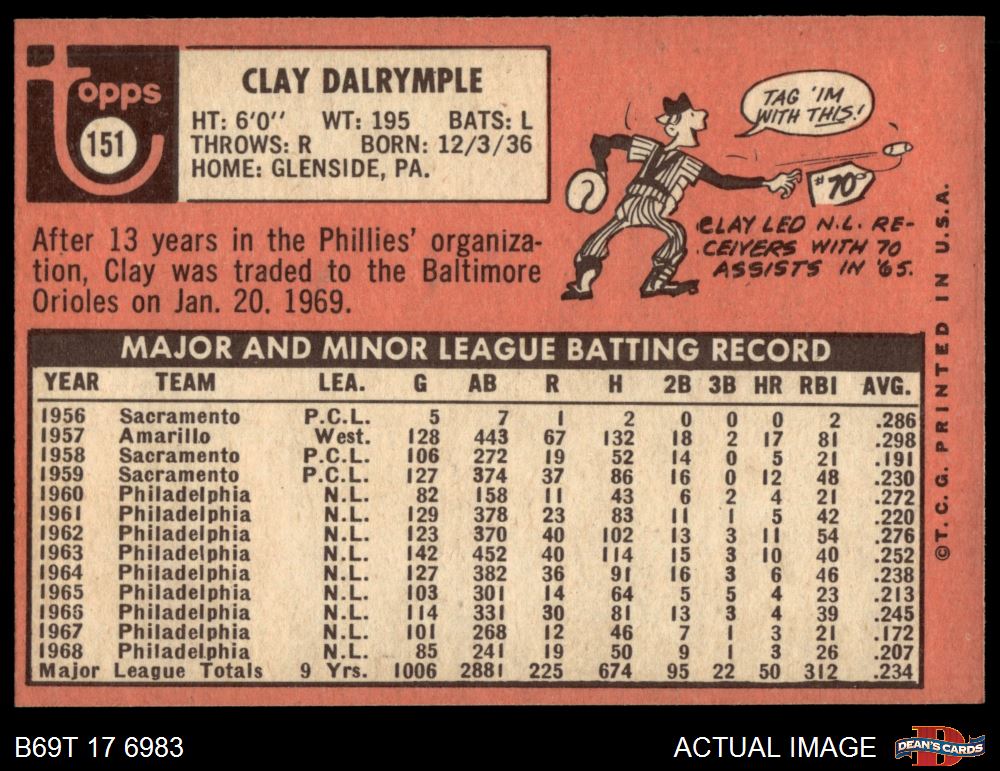 Topps
151
CLAY DALRYMPLE
HT: 6'0" WT: 195 BATS: L
THROWS: R BORN: 12/3/36
HOME: GLENSIDE, PA.
TAG 'IM
WITH THIS!
#70
CLAY LED N.L. RE-
CEIVERS WITH 70
ASSISTS IN '65.
After 13 years in the Phillies' organiza-
tion, Clay was traded to the Baltimore
Orioles on Jan. 20. 1969.
MAJOR AND MINOR LEAGUE BATTING RECORD
YEAR TEAM LEA. G AB R H 2B 3B HR RBI AVG.
1956 Sacramento P.C.L. 5 7 1 2 0 0 0 2 .286
1957 Amarillo West. 128 443 67 132 18 2 17 81 .298
1958 Sacramento P.C.L. 106 272 19 52 14 0 5 21 .191
1959 Sacramento P.C.L. 127 374 37 86 16 0 12 48 .230
1960 Philadelphia N.L. 82 158 11 43 6 2 4 21 .272
1961 Philadelphia N.L. 129 378 23 83 11 1 5 42 .220
1962 Philadelphia N.L. 123 370 40 102 13 3 11 54 .276
1963 Philadelphia N.L. 142 452 40 114 15 3 10 40 .252
1964 Philadelphia N.L. 127 382 36 91 16 3 6 46 .238
1965 Philadelphia N.L. 103 301 14 64 5 5 4 23 .213
1966 Philadelphia N.L. 114 331 30 81 13 3 4 39 .245
1967 Philadelphia N.L. 101 268 12 46 7 1 3 21 .172
1968 Philadelphia N.L. 85 241 19 50 9 1 3 26 .207
Major League Totals 9 Yrs. 1006 2881 225 674 95 22 50 312 .234
©T. C. G. PRINTED IN U.S.A.
B69T 17 6983
ACTUAL IMAGE
D
DEAN'S CARDS